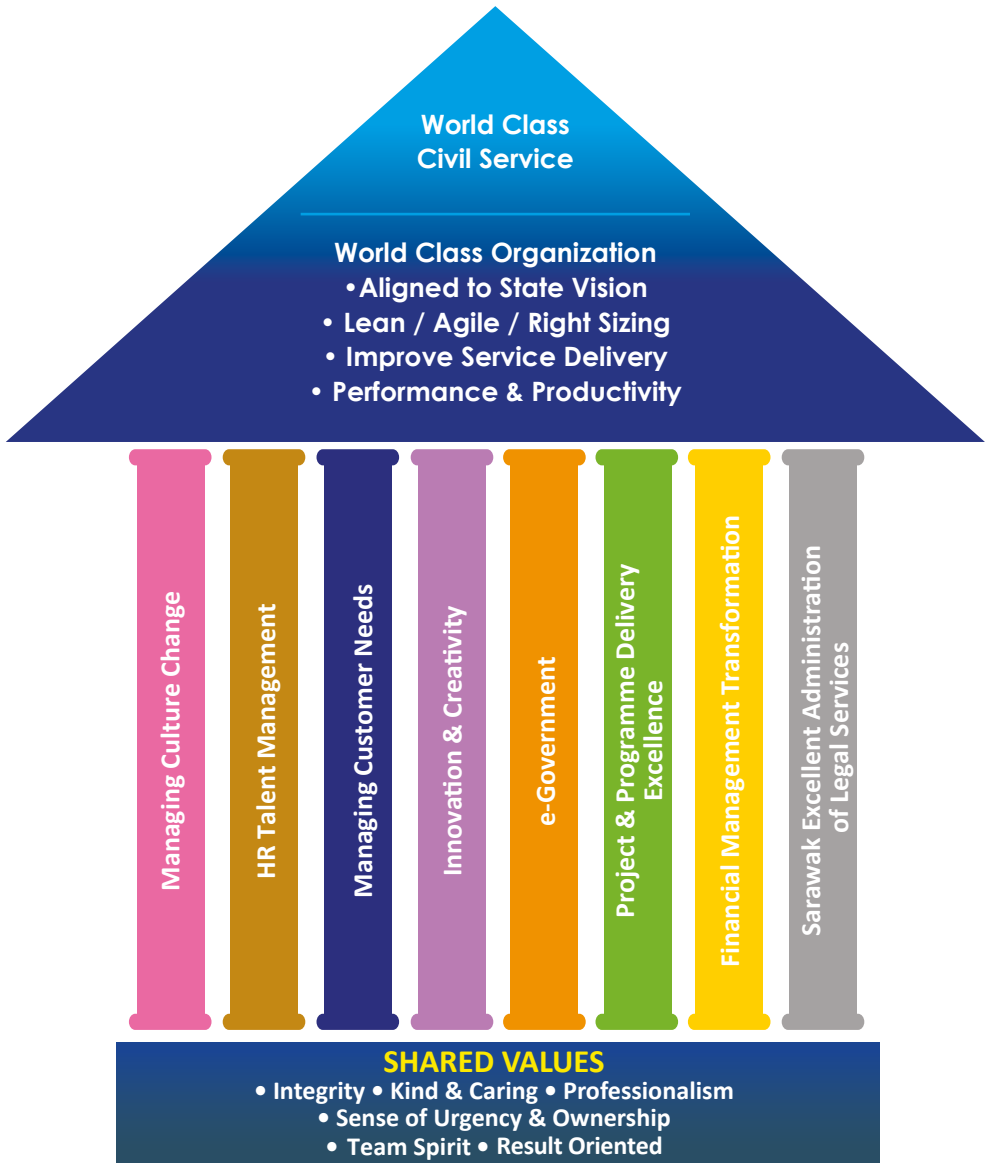 World Class
Civil Service
World Class Organization
•Aligned to State Vision
• Lean / Agile / Right Sizing
• Improve Service Delivery
• Performance & Productivity
Managing Culture Change
HR Talent Management
Managing Customer Needs
Innovation & Creativity
e-Government
Project & Programme Delivery
Excellence
Financial Management Transformation
Sarawak Excellent Administration
of Legal Services
SHARED VALUES
• Integrity • Kind & Caring • Professionalism
• Sense of Urgency & Ownership
• Team Spirit • Result Oriented